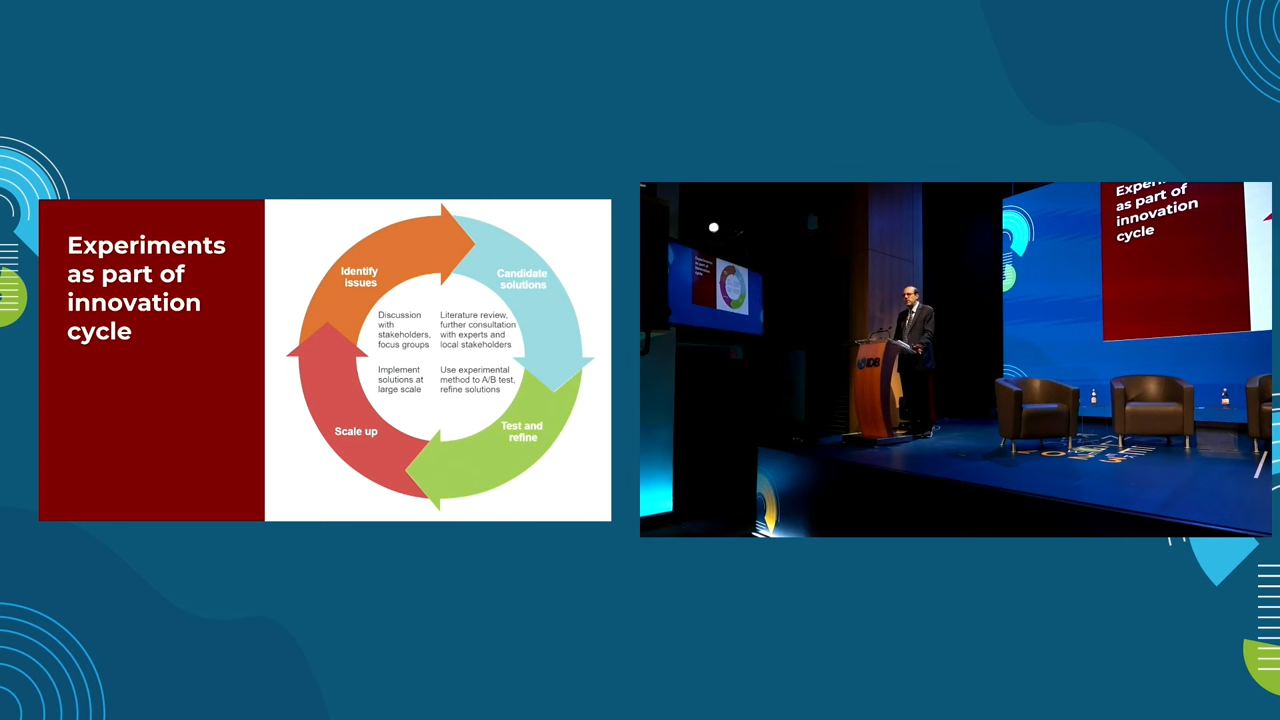 Experiments
as part of
innovation
cycle
Identify
issues
Candidate
solutions
Discussion
with
stakeholders,
focus groups
Literature review,
further consultation
with experts and
local stakeholders
Implement
solutions at
large scale
Use experimental
method to A/B test,
refine solutions
Scale up
Test and
refine
as part of
innovation
cycle
IDB